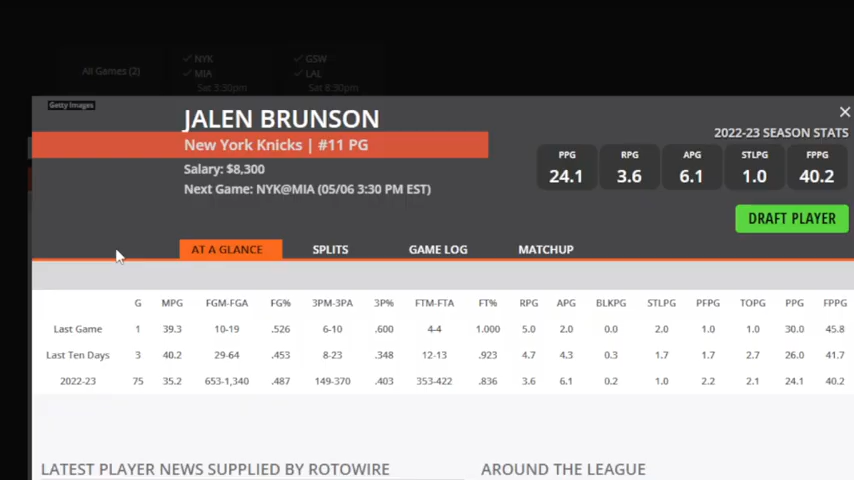 All Games (2)
NYK
MIA
Sat 3:30pm
GSW
LAL
Sat 8:30pm
Getty Images
JALEN BRUNSON
New York Knicks | #11 PG
Salary: $8,300
Next Game: NYK@MIA (05/06 3:30 PM EST)
2022-23 SEASON STATS
PPG RPG APG STLPG FPPG
24.1 3.6 6.1 1.0 40.2
DRAFT PLAYER
AT A GLANCE SPLITS GAME LOG MATCHUP
G MPG FGM-FGA FG% 3PM-3PA 3P% FTM-FTA FT% RPG APG BLKPG STLPG PFPG TOPG PPG FPPG
Last Game 1 39.3 10-19 .526 6-10 .600 4-4 1.000 5.0 2.0 0.0 2.0 1.0 1.0 30.0 45.8
Last Ten Days 3 40.2 29-64 .453 8-23 .348 12-13 .923 4.7 4.3 0.3 1.7 1.7 2.7 26.0 41.7
2022-23 75 35.2 653-1,340 .487 149-370 .403 353-422 .836 3.6 6.1 0.2 1.0 2.2 2.1 24.1 40.2
LATEST PLAYER NEWS SUPPLIED BY ROTOWIRE
AROUND THE LEAGUE